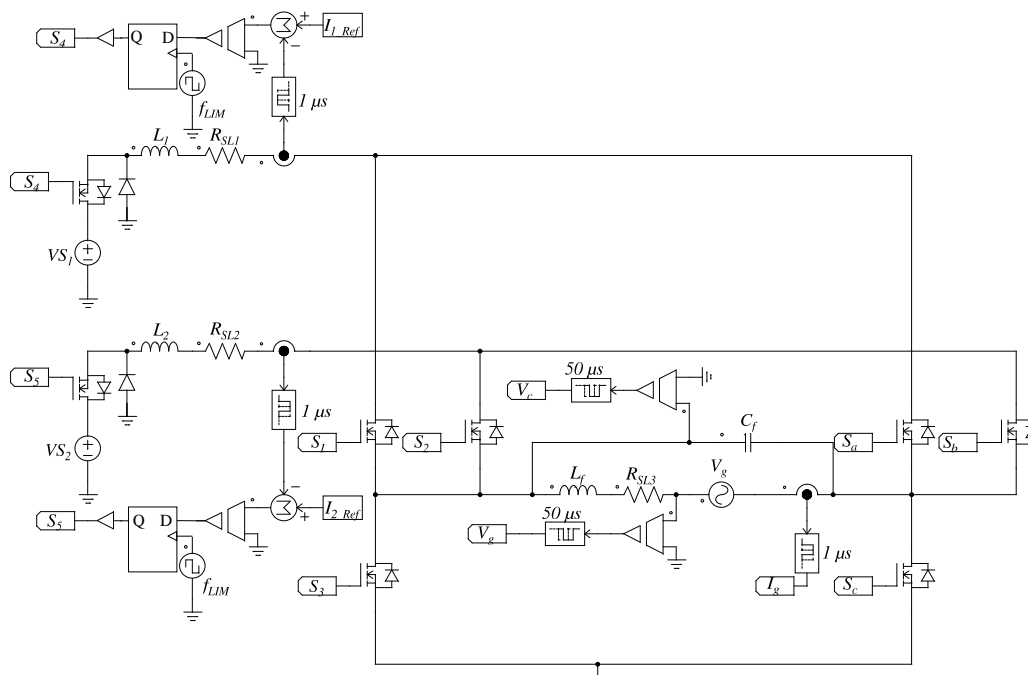 S4 Q D + I1_Ref
−
1 μs
fLIM
L1 RSL1
S4
VS1
L2 RSL2
S5
50 μs
Vc
1 μs
Cf
S1 S2 Sa Sb
VS2
Vg
Lf RSL3
−
S5 Q D + I2_Ref
50 μs
Vg
1 μs
fLIM
S3 Ig Sc